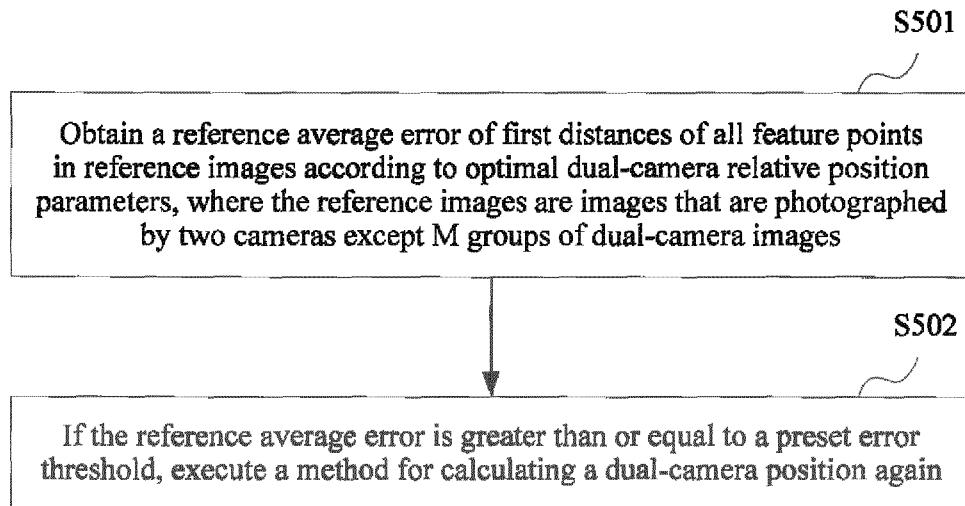 S501
Obtain a reference average error of first distances of all feature points
in reference images according to optimal dual-camera relative position
parameters, where the reference images are images that are photographed
by two cameras except M groups of dual-camera images
S502
If the reference average error is greater than or equal to a preset error
threshold, execute a method for calculating a dual-camera position again